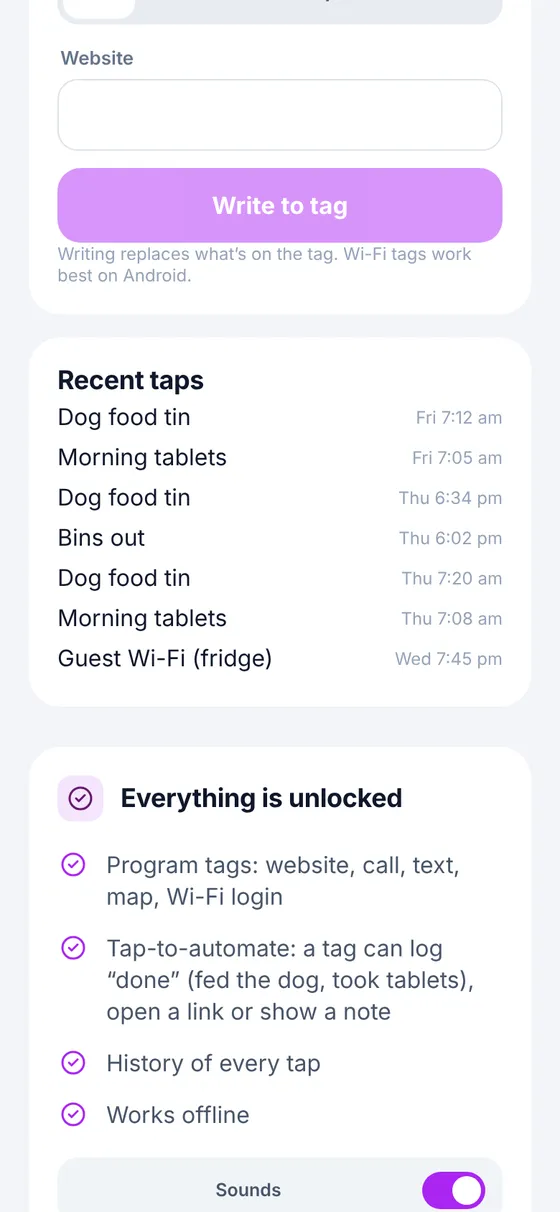 Website
Write to tag
Writing replaces what’s on the tag. Wi-Fi tags work
best on Android.
Recent taps
Dog food tin Fri 7:12 am
Morning tablets Fri 7:05 am
Dog food tin Thu 6:34 pm
Bins out Thu 6:02 pm
Dog food tin Thu 7:20 am
Morning tablets Thu 7:08 am
Guest Wi-Fi (fridge) Wed 7:45 pm
Everything is unlocked
Program tags: website, call, text,
map, Wi-Fi login
Tap-to-automate: a tag can log
“done” (fed the dog, took tablets),
open a link or show a note
History of every tap
Works offline
Sounds